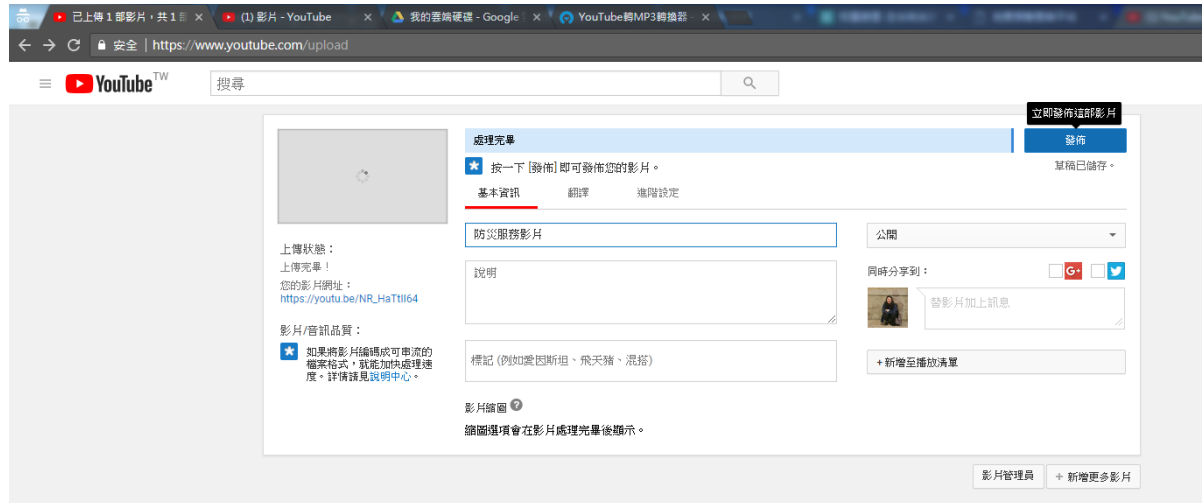 已上傳 1 部影片，共 1 部
(1) 影片 - YouTube
我的雲端硬碟 - Google
YouTube轉MP3轉換器
安全 | https://www.youtube.com/upload
YouTube TW
搜尋
立即發佈這部影片
處理完畢
發佈
按一下 [發佈] 即可發佈您的影片。
草稿已儲存。
基本資訊 翻譯 進階設定
防災服務影片
公開
上傳狀態：
上傳完畢！
您的影片網址：
https://youtu.be/NR_HaTtII64
說明
同時分享到：
G+
替影片加上訊息
影片/音訊品質：
如果將影片編碼成可串流的
檔案格式，就能加快處理速
度。詳情請見說明中心。
標記 (例如愛因斯坦、飛天豬、混搭)
+ 新增至播放清單
影片縮圖 ?
縮圖選項會在影片處理完畢後顯示。
影片管理員
+ 新增更多影片